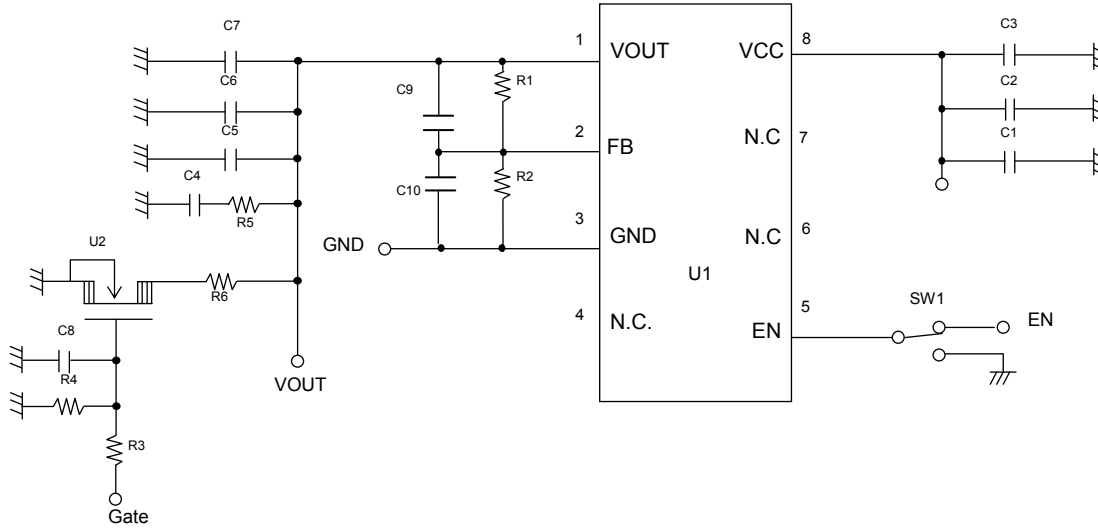 C7
C6
C5
C4
R5
U2
R6
C8
R4
R3
Gate
VOUT
C9
R1
C10
R2
GND
1
VOUT
2
FB
3
GND
4
N.C.
U1
VCC
8
N.C
7
N.C
6
EN
5
C3
C2
C1
SW1
EN